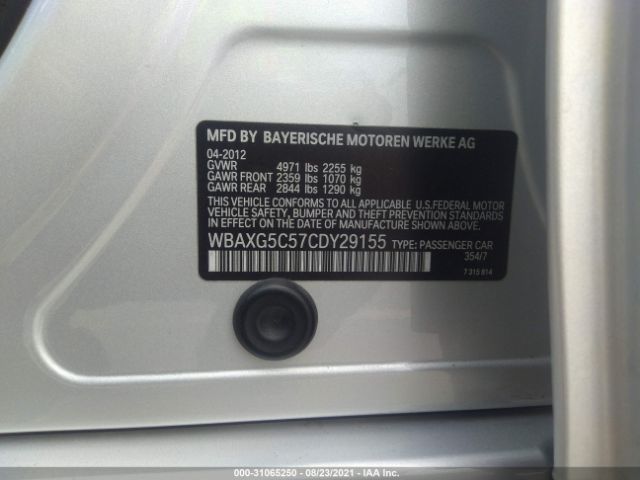 MFD BY BAYERISCHE MOTOREN WERKE AG
04-2012
GVWR 4971 lbs 2255 kg
GAWR FRONT 2359 lbs 1070 kg
GAWR REAR 2844 lbs 1290 kg
THIS VEHICLE CONFORMS TO ALL APPLICABLE U.S.FEDERAL MOTOR
VEHICLE SAFETY, BUMPER AND THEFT PREVENTION STANDARDS
IN EFFECT ON THE DATE OF MANUFACTURE SHOWN ABOVE.
WBAXG5C57CDY29155 TYPE: PASSENGER CAR
354/7
7 315 814
000-31065250 - 08/23/2021 - IAA Inc.